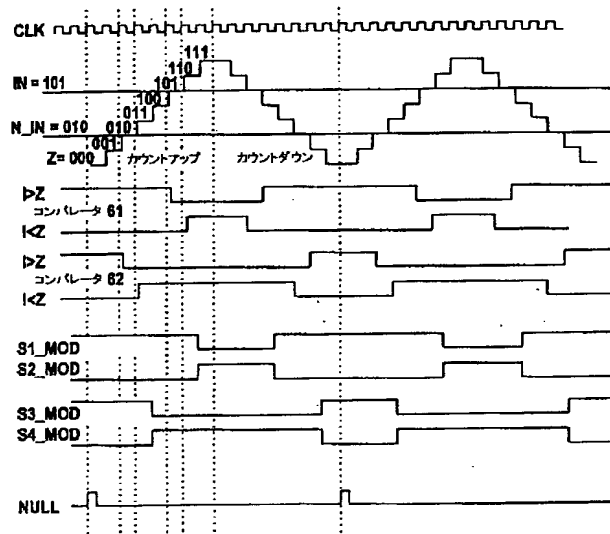 CLK
111
110
IN = 101
101
100
011
N_IN = 010
010
001
Z= 000
カウントアップ
カウントダウン
I>Z
コンパレータ 61
I<Z
I>Z
コンパレータ 62
I<Z
S1_MOD
S2_MOD
S3_MOD
S4_MOD
NULL